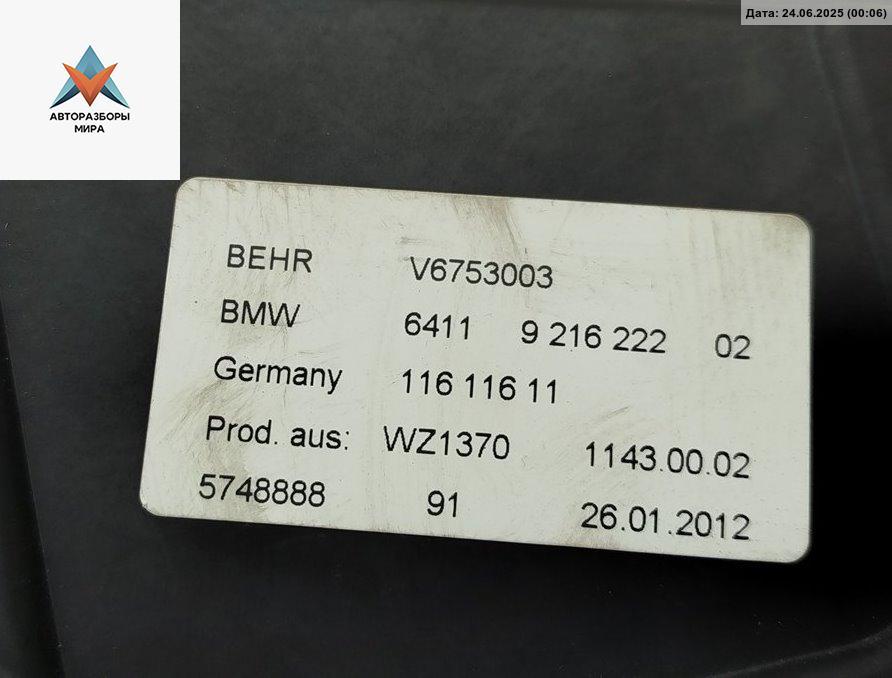 Дата: 24.06.2025 (00:06)
АВТОРАЗБОРЫ
МИРА
BEHR V6753003
BMW 6411 9 216 222 02
Germany 116 116 11
Prod. aus: WZ1370 1143.00.02
5748888 91 26.01.2012